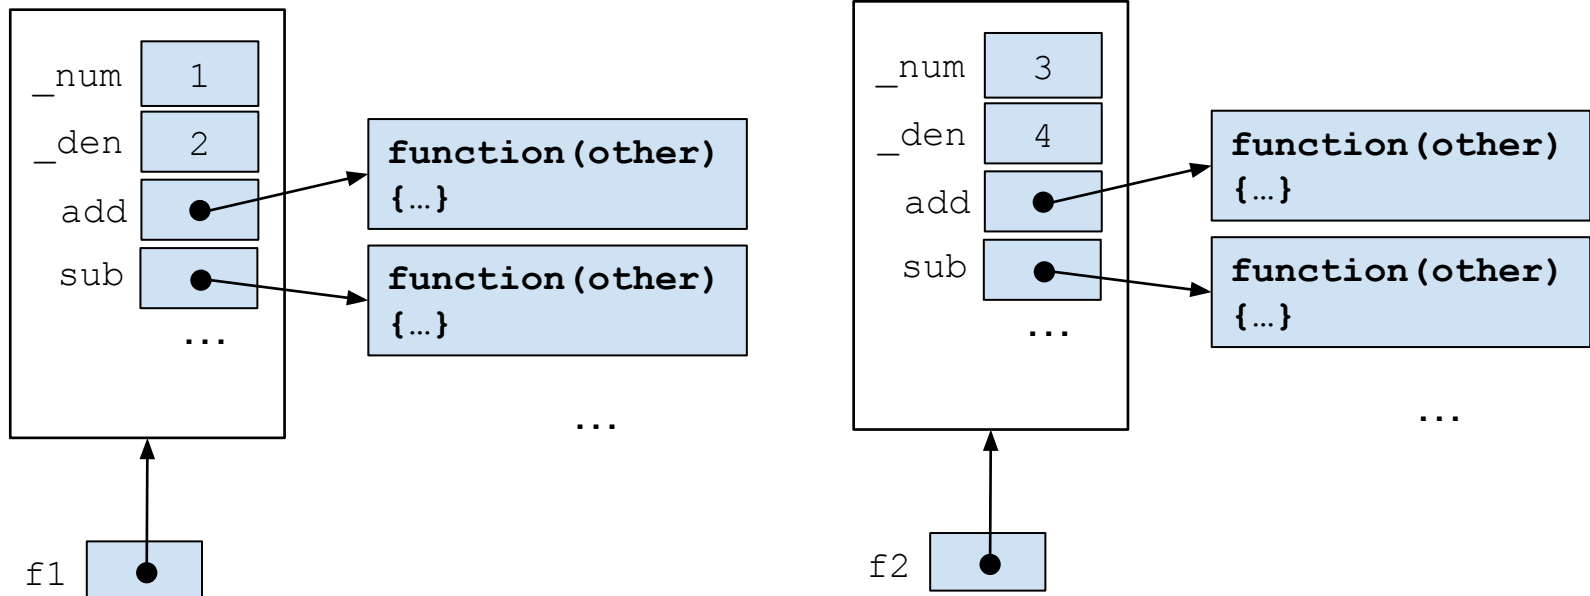 _num 1
_den 2
add
sub
...
function(other)
{…}
function(other)
{…}
...
f1
_num 3
_den 4
add
sub
...
function(other)
{…}
function(other)
{…}
...
f2